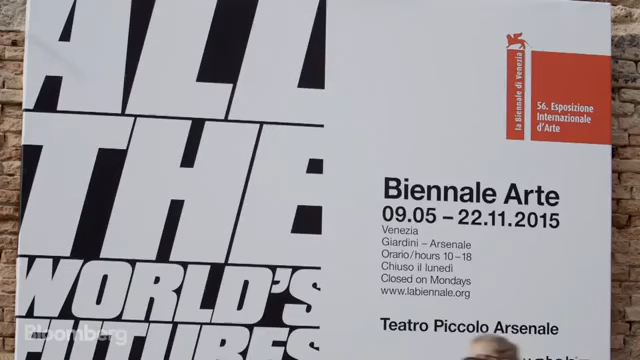 ALL
THE
WORLD'S
FUTURES
la Biennale di Venezia
56. Esposizione
Internazionale
d'Arte
Biennale Arte
09.05 – 22.11.2015
Venezia
Giardini – Arsenale
Orario/hours 10 – 18
Chiuso il lunedì
Closed on Mondays
www.labiennale.org
Teatro Piccolo Arsenale
Bloomberg